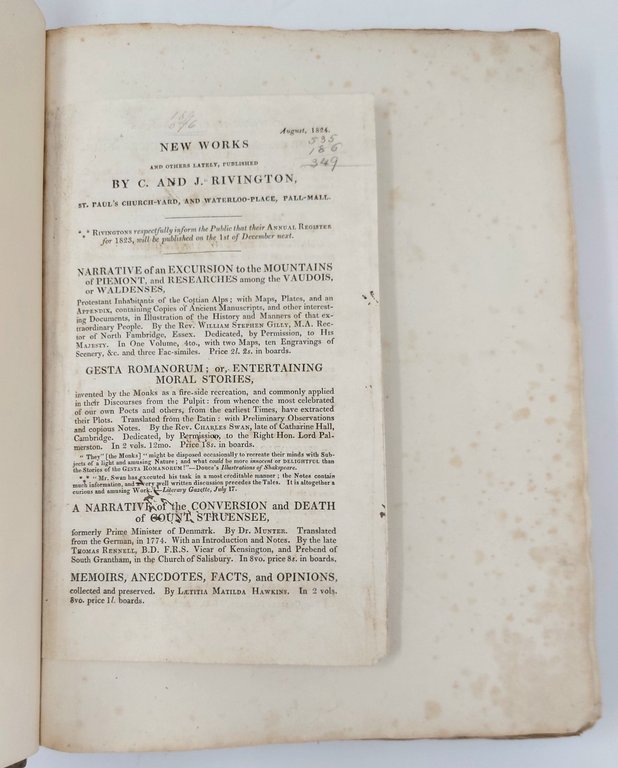 August, 1824.
535
186
349
NEW WORKS
AND OTHERS LATELY, PUBLISHED
BY C. AND J. RIVINGTON,
ST. PAUL'S CHURCH-YARD, AND WATERLOO-PLACE, PALL-MALL.
*** RIVINGTONS respectfully inform the Public that their ANNUAL REGISTER
for 1823, will be published on the 1st of December next.
NARRATIVE of an EXCURSION to the MOUNTAINS
of PIEMONT, and RESEARCHES among the VAUDOIS,
or WALDENSES,
Protestant Inhabitants of the Cottian Alps; with Maps, Plates, and an
APPENDIX, containing Copies of Ancient Manuscripts, and other interest-
ing Documents, in Illustration of the History and Manners of that ex-
traordinary People. By the Rev. WILLIAM STEPHEN GILLY, M.A. Rec-
tor of North Fambridge, Essex. Dedicated, by Permission, to HIS
MAJESTY. In One Volume, 4to., with two Maps, ten Engravings of
Scenery, &c. and three Fac-similes. Price 2l. 2s. in boards.
GESTA ROMANORUM; or, ENTERTAINING
MORAL STORIES,
invented by the Monks as a fire-side recreation, and commonly applied
in their Discourses from the Pulpit: from whence the most celebrated
of our own Poets and others, from the earliest Times, have extracted
their Plots. Translated from the Latin: with Preliminary Observations
and copious Notes. By the Rev. CHARLES SWAN, late of Catharine Hall,
Cambridge. Dedicated, by Permission, to the Right Hon. Lord Pal-
merston. In 2 vols. 12mo. Price 18s. in boards.
"They" [the Monks] "might be disposed occasionally to recreate their minds with Sub-
jects of a light and amusing Nature; and what could be more innocent or DELIGHTFUL than
the Stories of the GESTA ROMANORUM?"—Douce's Illustrations of Shakspeare.
*** "Mr. Swan has executed his task in a most creditable manner; the Notes contain
much information, and a very well written discussion precedes the Tales. It is altogether a
curious and amusing Work."—Literary Gazette, July 17.
A NARRATIVE of the CONVERSION and DEATH
of COUNT STRUENSEE,
formerly Prime Minister of Denmark. By DR. MUNTER. Translated
from the German, in 1774. With an Introduction and Notes. By the late
THOMAS RENNELL, B.D. F.R.S. Vicar of Kensington, and Prebend of
South Grantham, in the Church of Salisbury. In 8vo. price 8s. in boards.
MEMOIRS, ANECDOTES, FACTS, and OPINIONS,
collected and preserved. By LÆTITIA MATILDA HAWKINS. In 2 vols.
8vo. price 1l. boards.